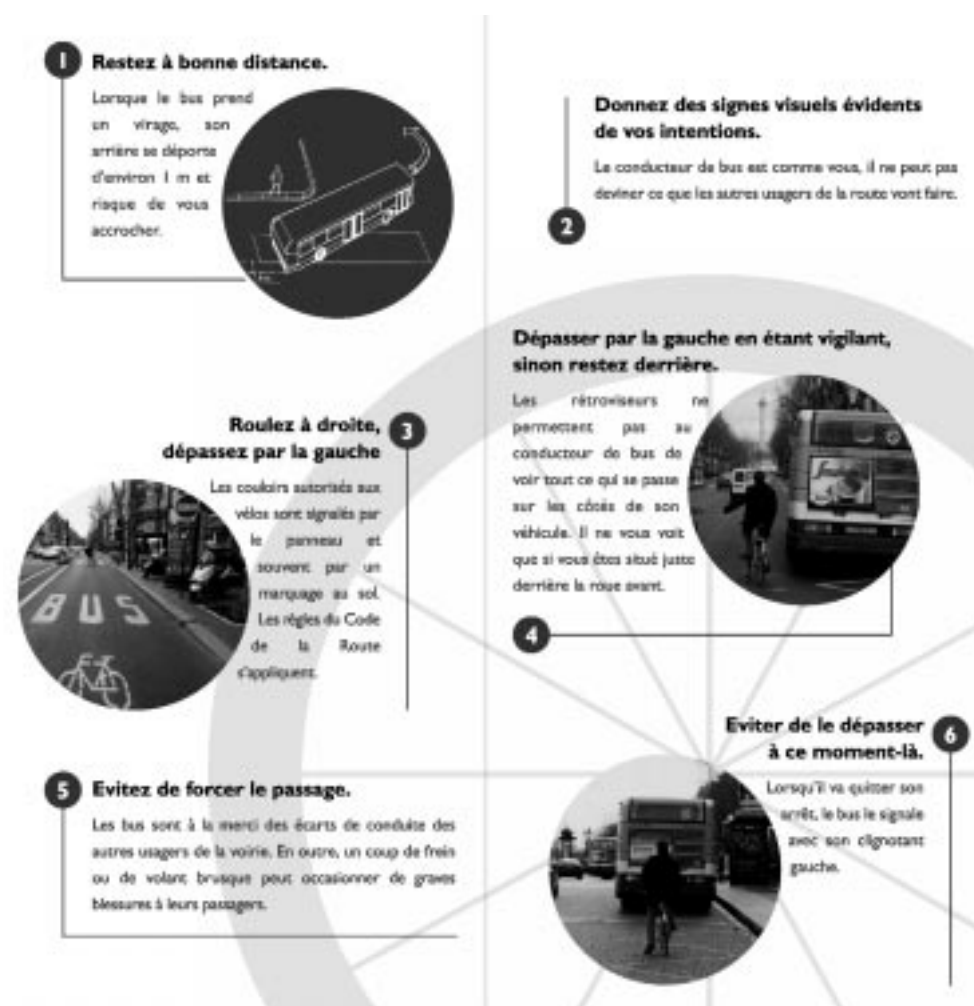 1
Restez à bonne distance.
Lorsque le bus prend
un virage, son
arrière se déporte
d'environ 1 m et
risque de vous
accrocher.
Donnez des signes visuels évidents
de vos intentions.
Le conducteur de bus est comme vous, il ne peut pas
deviner ce que les autres usagers de la route vont faire.
2
Roulez à droite,
dépassez par la gauche
3
Les couloirs autorisés aux
vélos sont signalés par
le panneau et
souvent par un
marquage au sol.
Les règles du Code
de la Route
s'appliquent.
BUS
Dépasser par la gauche en étant vigilant,
sinon restez derrière.
Les rétroviseurs ne
permettent pas au
conducteur de bus de
voir tout ce qui se passe
sur les côtés de son
véhicule. Il ne vous voit
que si vous êtes situé juste
derrière la roue avant.
4
5
Evitez de forcer le passage.
Les bus sont à la merci des écarts de conduite des
autres usagers de la voirie. En outre, un coup de frein
ou de volant brusque peut occasionner de graves
blessures à leurs passagers.
Eviter de le dépasser
à ce moment-là.
6
Lorsqu'il va quitter son
arrêt, le bus le signale
avec son clignotant
gauche.